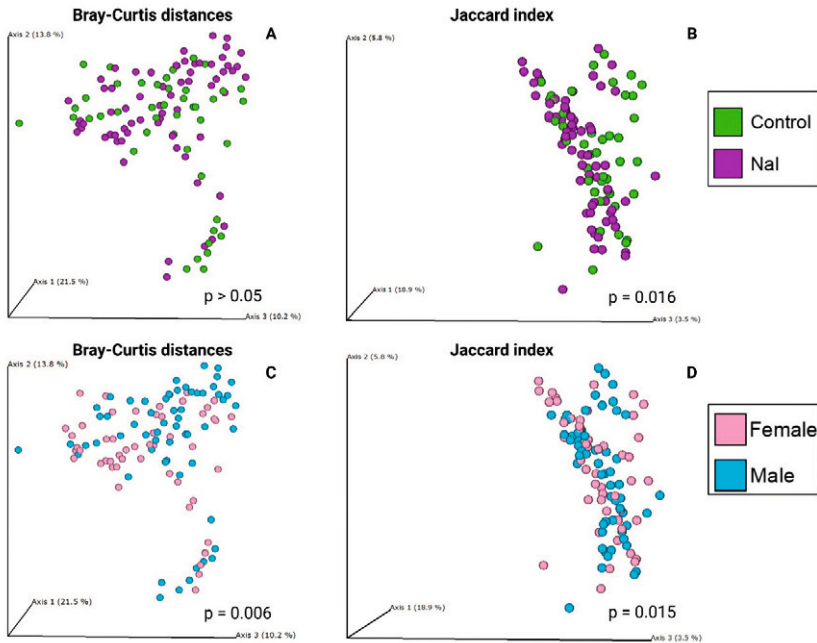 Bray-Curtis distances
Axis 2 (13.8 %)
A
Axis 1 (21.5 %)
p > 0.05
Axis 3 (10.2 %)
Jaccard index
Axis 2 (5.8 %)
B
Axis 1 (18.9 %)
p = 0.016
Axis 3 (3.5 %)
Control
Nal
Bray-Curtis distances
Axis 2 (13.8 %)
C
Axis 1 (21.5 %)
p = 0.006
Axis 3 (10.2 %)
Jaccard index
Axis 2 (5.8 %)
D
Axis 1 (18.9 %)
p = 0.015
Axis 3 (3.5 %)
Female
Male